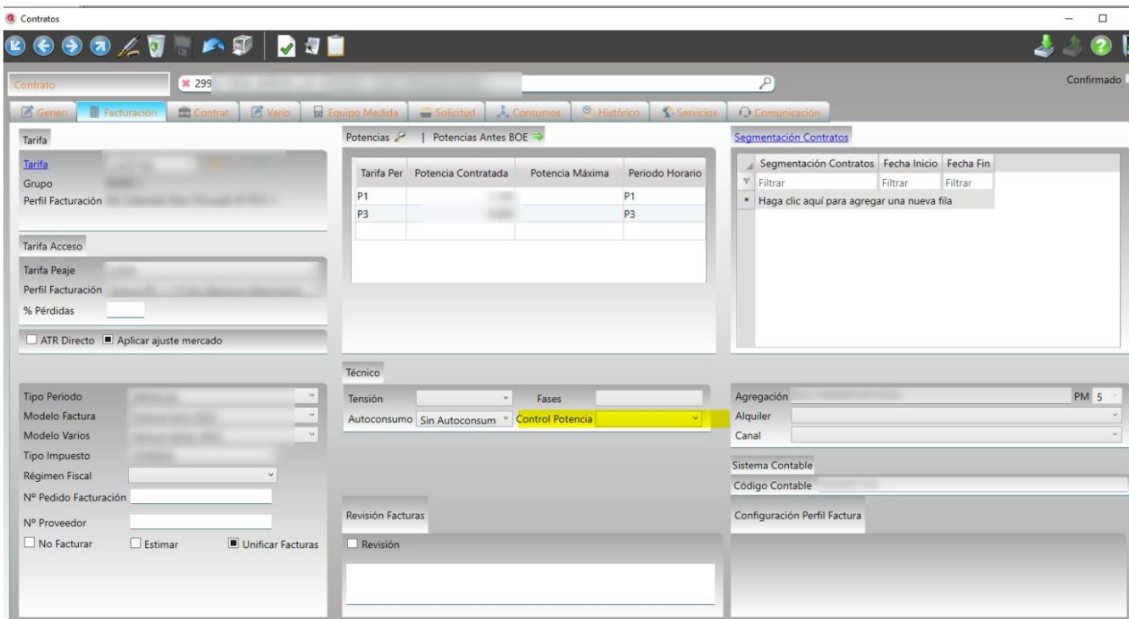 Contratos
Contrato
299
Confirmado
Gener.
Facturación
Contrat
Vario
Equipo Medida
Solicitud
Consumos
Histórico
Servicios
Comunicación
Tarifa
Tarifa
Grupo
Perfil Facturación
Tarifa Acceso
Tarifa Peaje
Perfil Facturación
% Pérdidas
ATR Directo Aplicar ajuste mercado
Tipo Periodo
Modelo Factura
Modelo Varios
Tipo Impuesto
Régimen Fiscal
Nº Pedido Facturación
Nº Proveedor
No Facturar Estimar Unificar Facturas
Potencias | Potencias Antes BOE
Tarifa Per Potencia Contratada Potencia Máxima Periodo Horario
P1 P1
P3 P3
Técnico
Tensión Fases
Autoconsumo Sin Autoconsum Control Potencia
Revisión Facturas
Revisión
Segmentación Contratos
Segmentación Contratos Fecha Inicio Fecha Fin
Filtrar Filtrar Filtrar
Haga clic aquí para agregar una nueva fila
Agregación PM 5
Alquiler
Canal
Sistema Contable
Código Contable
Configuración Perfil Factura